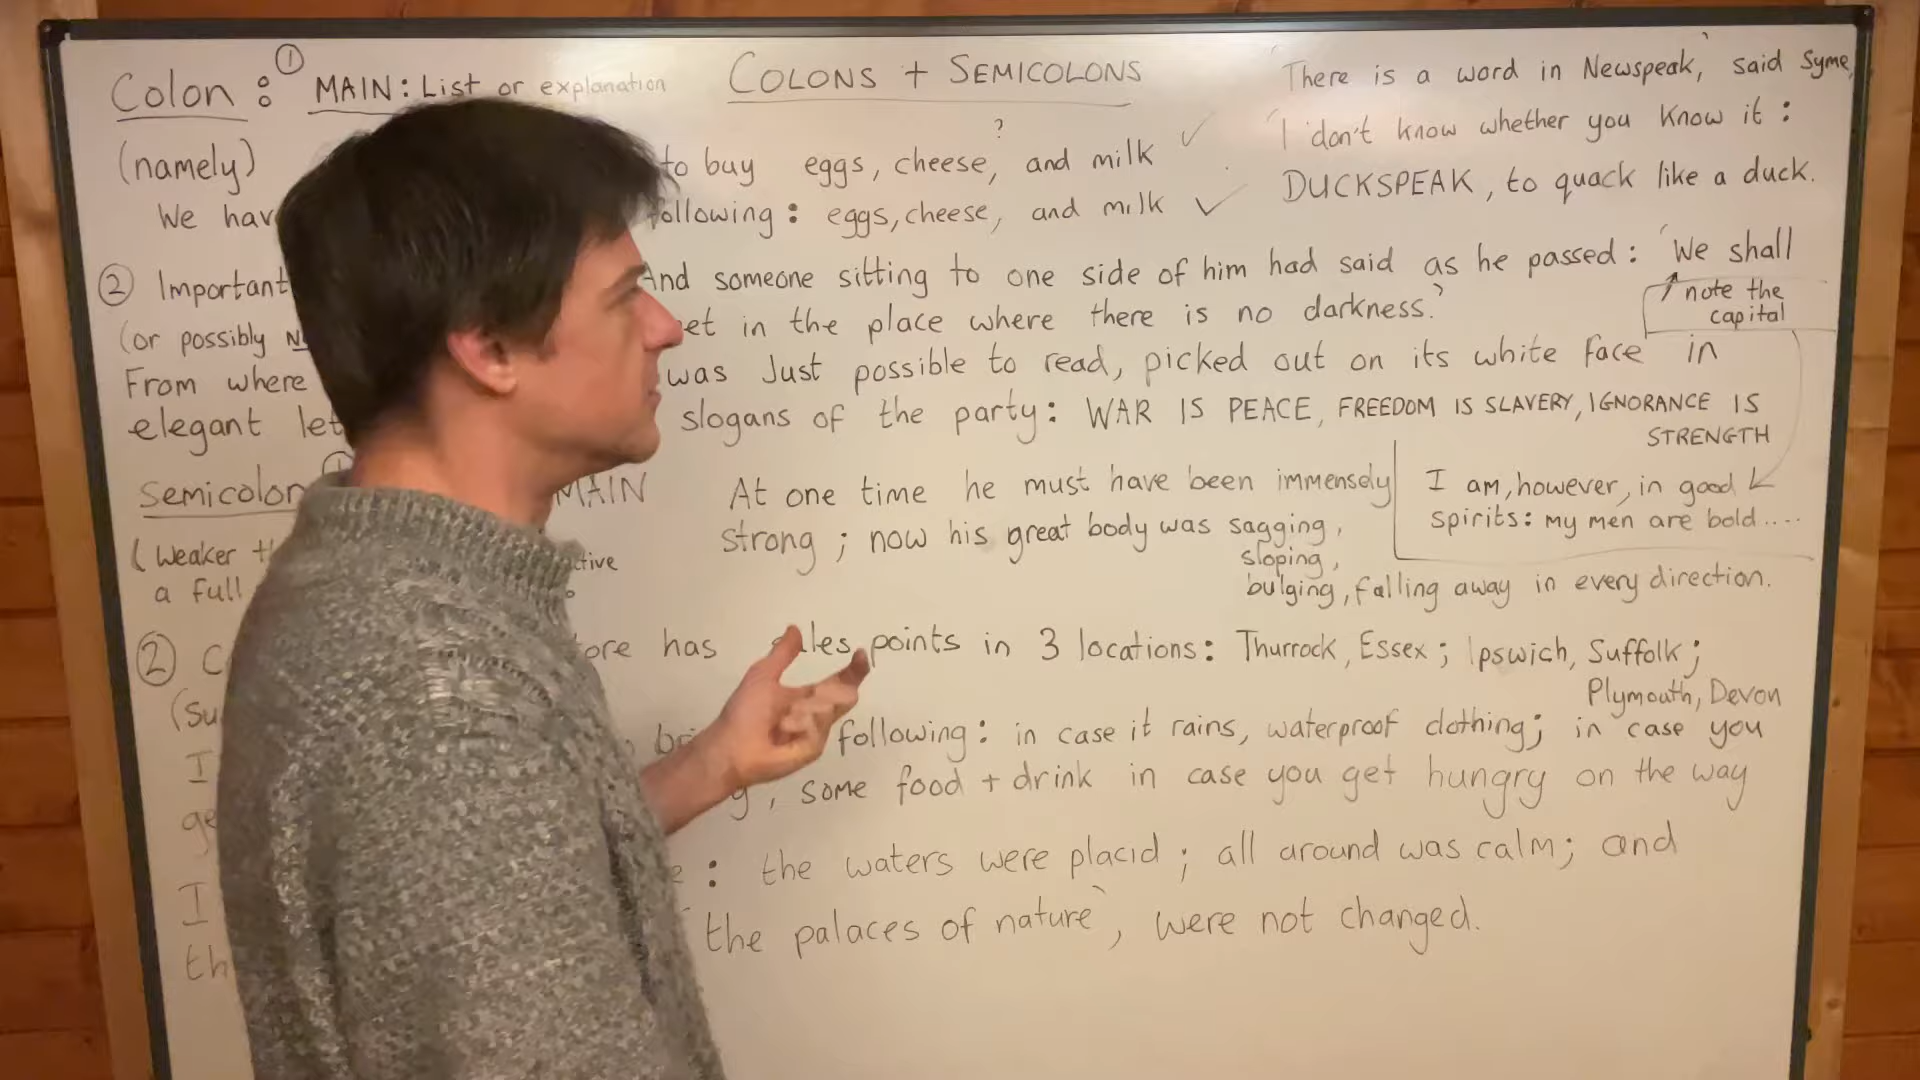 COLONS + SEMICOLONS
Colon : ① MAIN: List or explanation
(namely) to buy eggs, cheese, and milk ✓
?
We following: eggs, cheese, and milk ✓
'There is a word in Newspeak,' said Syme,
'I don't know whether you know it:
DUCKSPEAK, to quack like a duck.
② Important And someone sitting to one side of him had said as he passed: 'We shall
note the
capital
(or possibly in the place where there is no darkness.'
From where was Just possible to read, picked out on its white face in
elegant slogans of the party: WAR IS PEACE, FREEDOM IS SLAVERY, IGNORANCE IS
STRENGTH
Semicolon ① MAIN At one time he must have been immensely
strong; now his great body was sagging,
sloping,
bulging, falling away in every direction.
I am, however, in good
spirits: my men are bold....
(Weaker
a full
② has points in 3 locations: Thurrock, Essex; Ipswich, Suffolk;
Plymouth, Devon
following: in case it rains, waterproof clothing; in case you
I
, some food + drink in case you get hungry on the way
: the waters were placid; all around was calm; and
I
'the palaces of nature', were not changed.